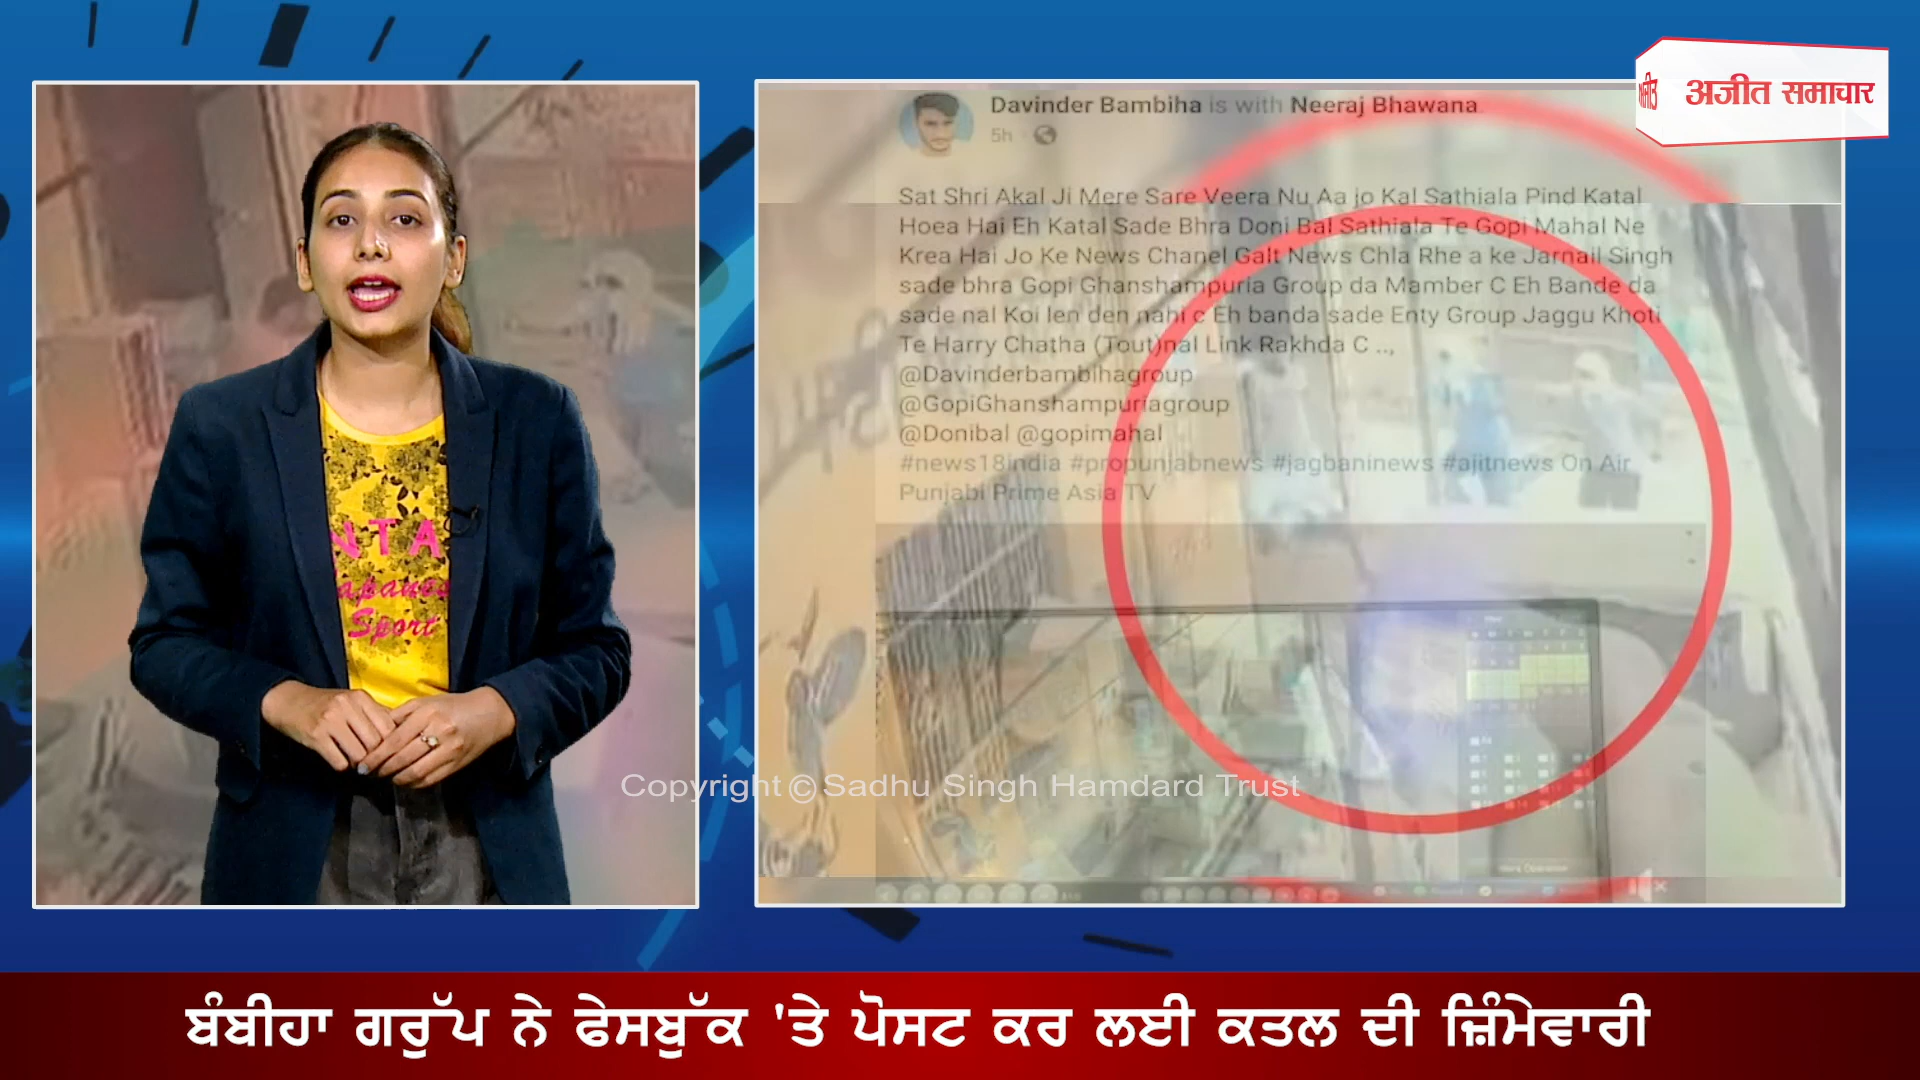 ਅਜੀਤ अजीत समाचार
Davinder Bambiha is with Neeraj Bhawana.
5h
Sat Shri Akal Ji Mere Sare Veera Nu Aa jo Kal Sathiala Pind Katal
Hoea Hai Eh Katal Sade Bhra Doni Bal Sathiala Te Gopi Mahal Ne
Krea Hai Jo Ke News Chanel Galt News Chla Rhe a ke Jarnail Singh
sade bhra Gopi Ghanshampuria Group da Mamber C Eh Bande da
sade nal Koi len den nahi c Eh banda sade Enty Group Jaggu Khoti
Te Harry Chatha (Tout)nal Link Rakhda C ..,
@Davinderbambihagroup
@GopiGhanshampuriagroup
@Donibal @gopimahal
#news18india #propunjabnews #jagbaninews #ajitnews On Air
Punjabi Prime Asia TV
NTA
apanes
Sport
Copyright © Sadhu Singh Hamdard Trust
ਬੰਬੀਹਾ ਗਰੁੱਪ ਨੇ ਫੇਸਬੁੱਕ 'ਤੇ ਪੋਸਟ ਕਰ ਲਈ ਕਤਲ ਦੀ ਜ਼ਿੰਮੇਵਾਰੀ